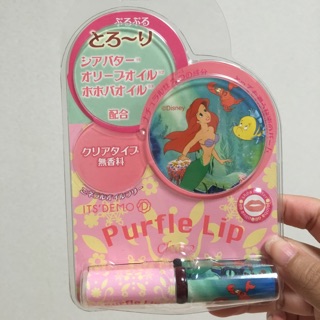 ぷるぷる
とろ〜り
シアバター
オリーブオイル
ホホバオイル
配合
©Disney
クリアタイプ
無香料
ITS' DEMO
Purfle Lip